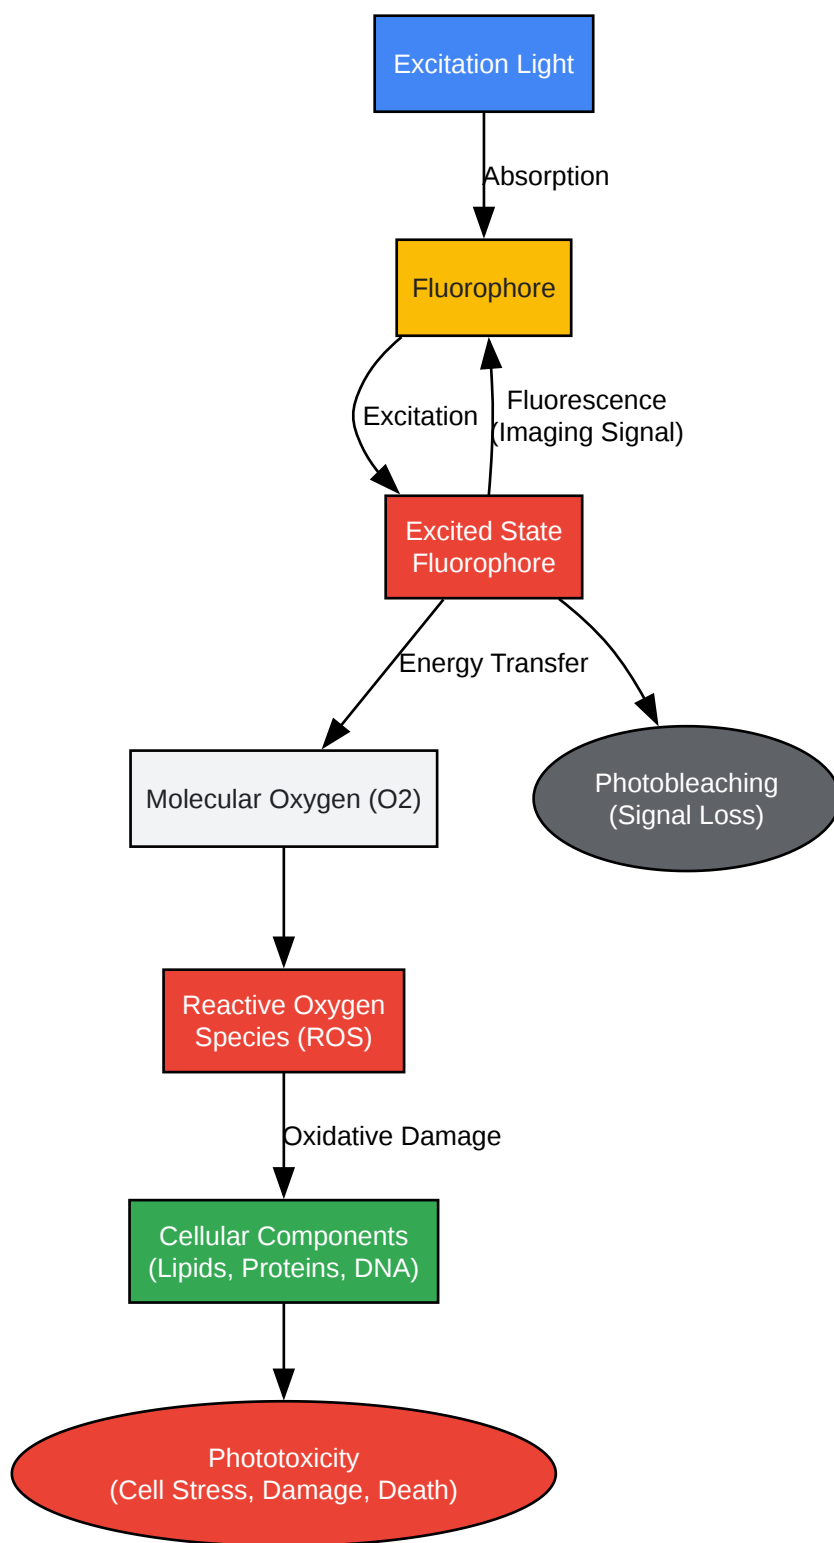 Excitation Light
Absorption
Fluorophore
Excitation
Fluorescence
(Imaging Signal)
Excited State
Fluorophore
Energy Transfer
Molecular Oxygen (O2)
Photobleaching
(Signal Loss)
Reactive Oxygen
Species (ROS)
Oxidative Damage
Cellular Components
(Lipids, Proteins, DNA)
Phototoxicity
(Cell Stress, Damage, Death)